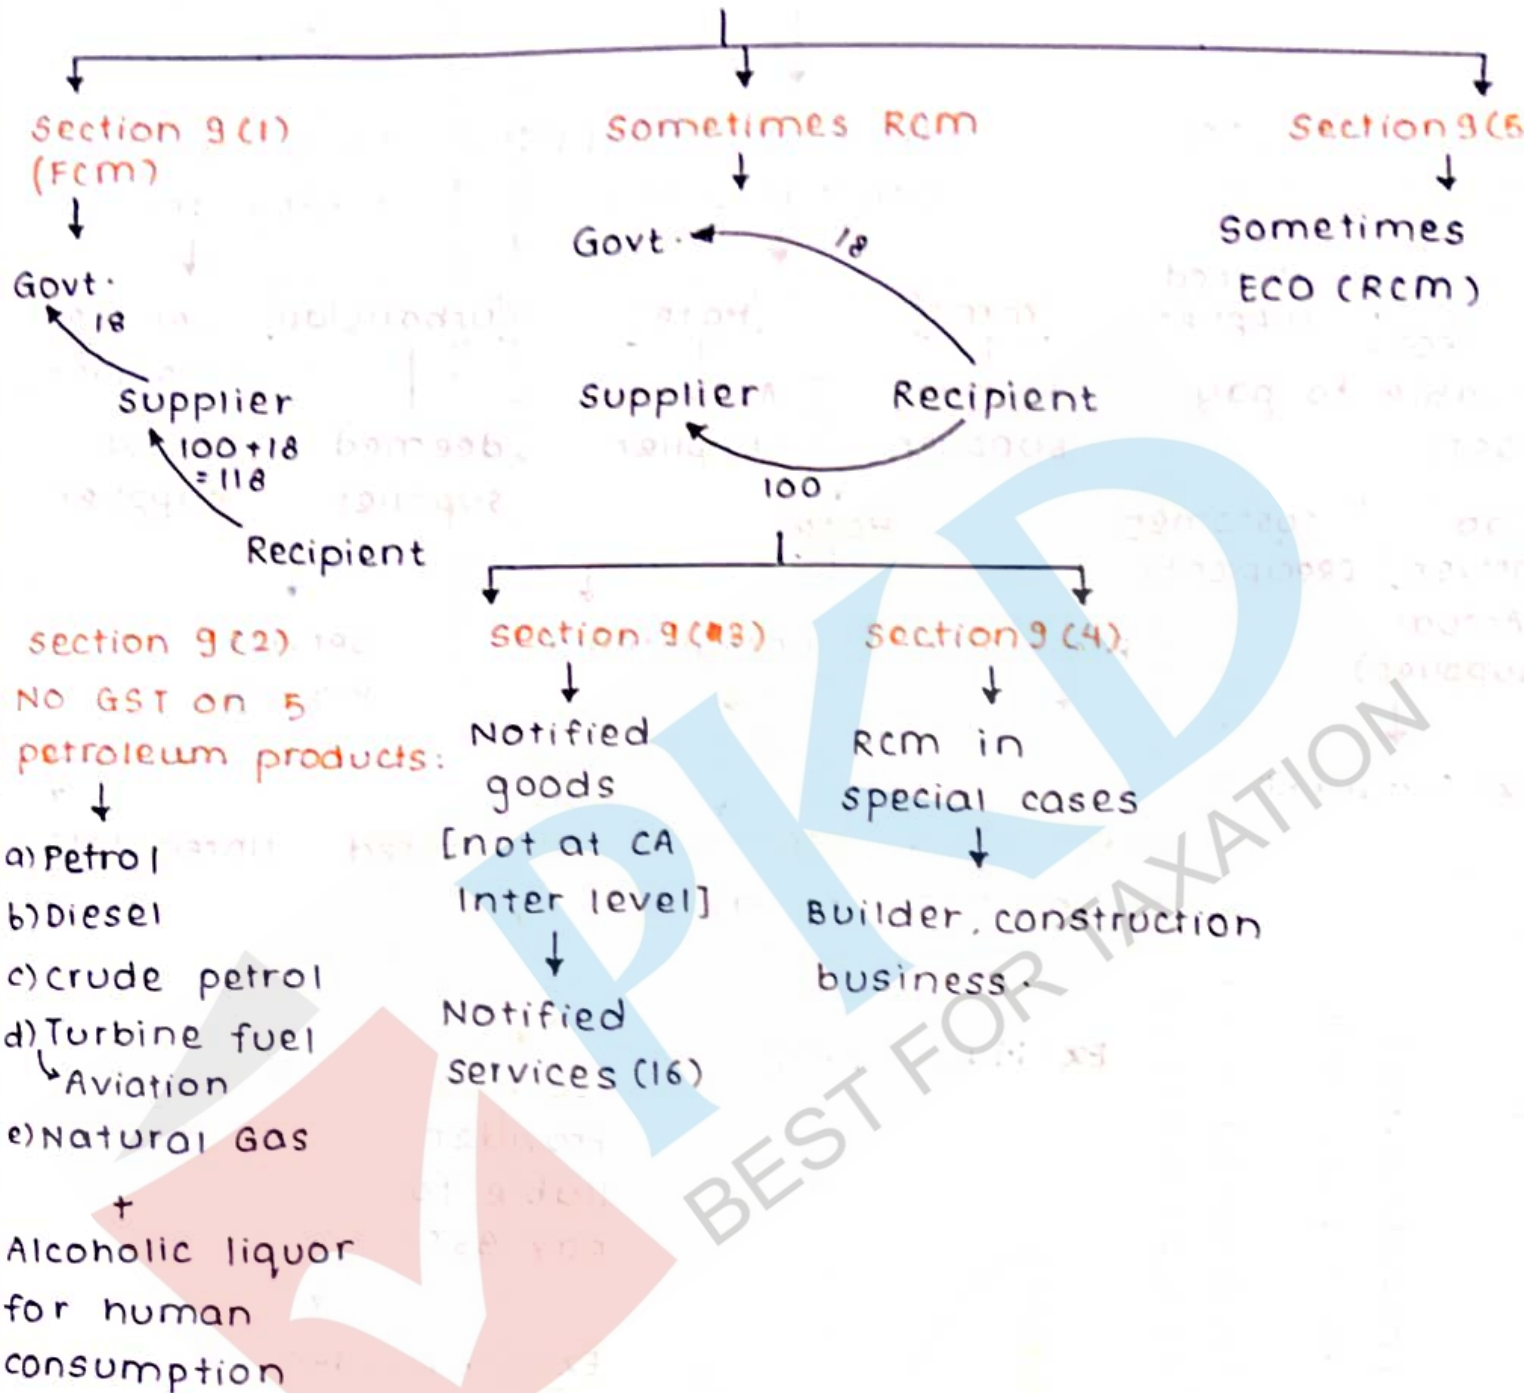 Section 9(1)
(FCM)
Govt.
18
Supplier
100+18
=118
Recipient
Sometimes RCM
Govt.
18
Supplier
Recipient
100
Section 9(5
Sometimes
ECO (RCM)
Section 9(2)
NO GST on 5
petroleum products:
a) Petrol
b) Diesel
c) Crude petrol
d) Turbine fuel
Aviation
e) Natural Gas
+
Alcoholic liquor
for human
consumption
Section 9(3)
Notified
goods
[not at CA
Inter level]
Notified
services (16)
Section 9(4)
RCM in
special cases
Builder, construction
business.
PKD
BEST FOR TAXATION